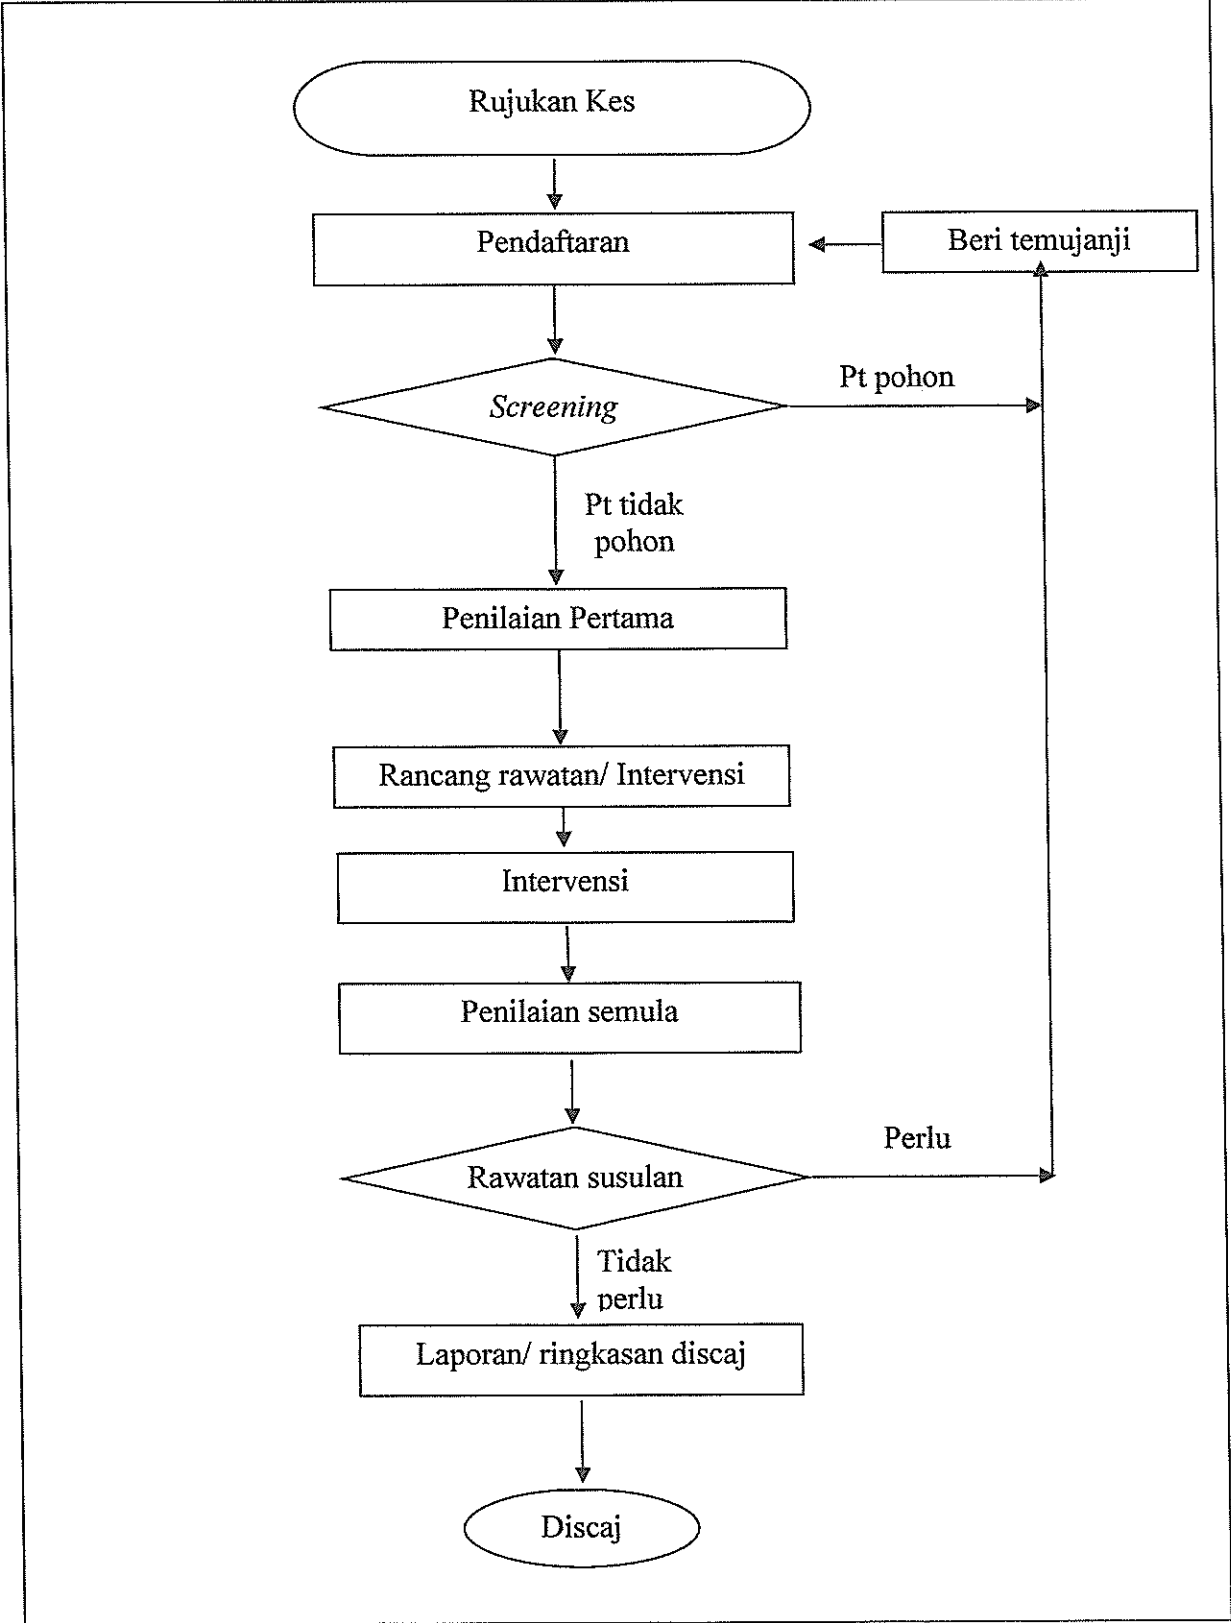 Rujukan Kes
Pendaftaran
Beri temujanji
Pt pohon
Screening
Pt tidak
pohon
Penilaian Pertama
Rancang rawatan/ Intervensi
Intervensi
Penilaian semula
Perlu
Rawatan susulan
Tidak
perlu
Laporan/ ringkasan discaj
Discaj